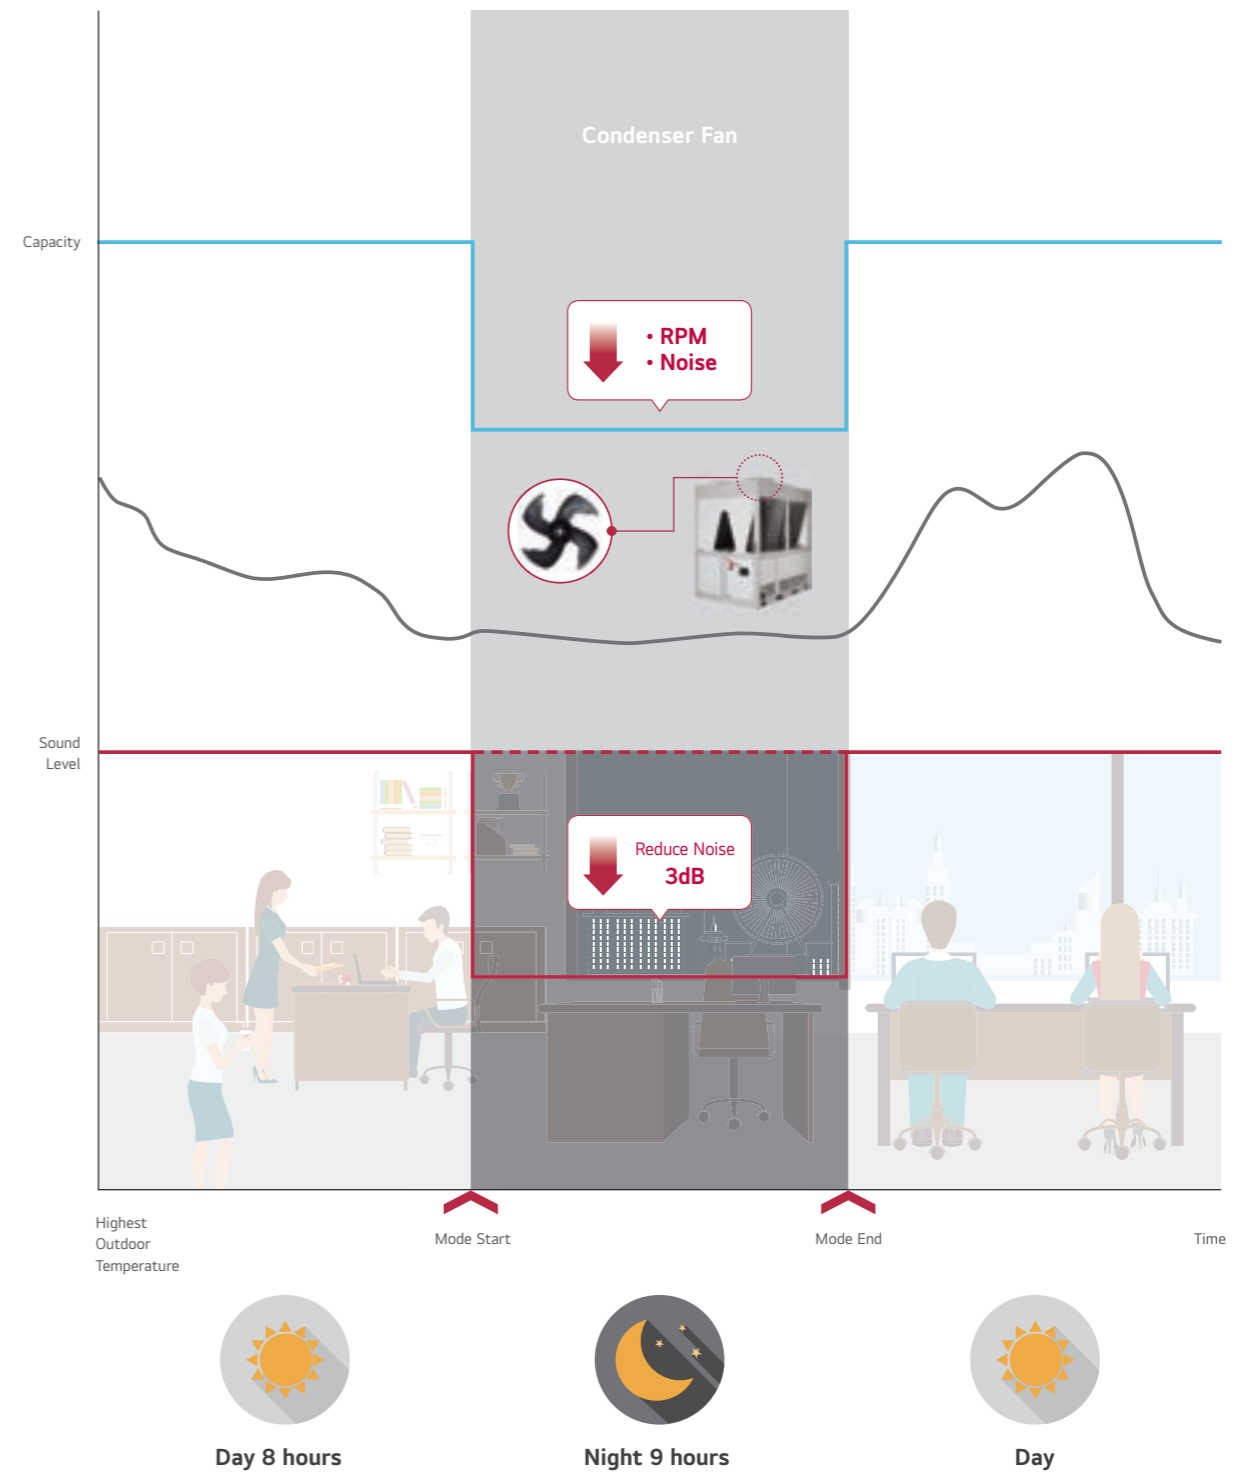 Condenser Fan
Capacity
• RPM
• Noise
Sound
Level
Reduce Noise
3dB
Highest
Outdoor
Temperature
Mode Start
Mode End
Time
Day 8 hours
Night 9 hours
Day